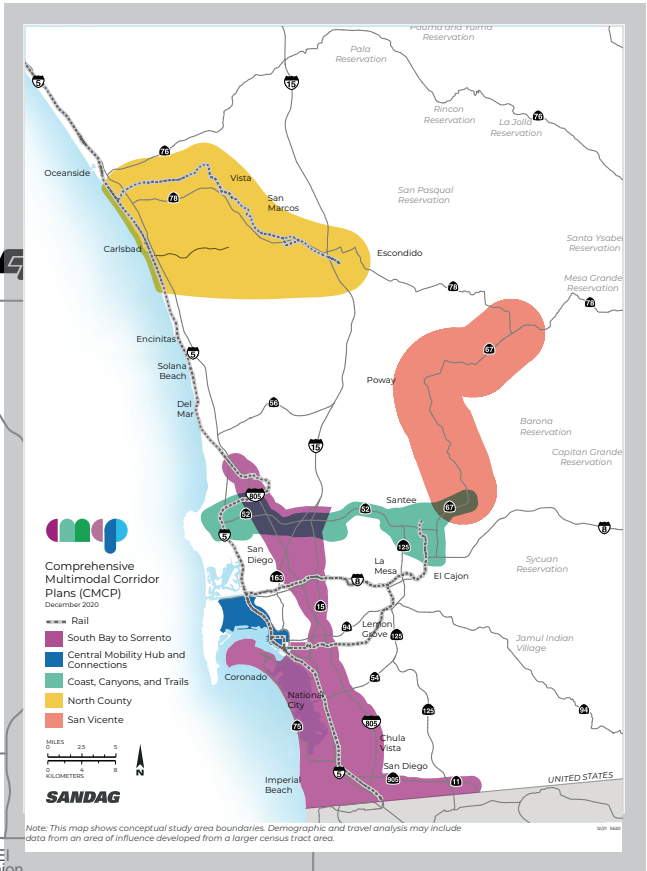 Pauma and Yuima
Reservation
Pala
Reservation
5
15
76
Rincon
Reservation
La Jolla
Reservation
76
Oceanside
Vista
78
San
Marcos
San Pasqual
Reservation
Carlsbad
Escondido
Santa Ysabel
Reservation
Mesa Grande
Reservation
78
78
Encinitas
5
Solana
Beach
67
Poway
Del
Mar
56
15
Barona
Reservation
Capitan Grande
Reservation
805
52
Santee
52
67
5
125
8
San
Diego
La
Mesa
163
8
El Cajon
Sycuan
Reservation
15
94
Lemon
Grove
125
Jamul Indian
Village
Coronado
54
National
City
125
94
75
805
Chula
Vista
San Diego
5
905
11
Imperial
Beach
UNITED STATES
cmcp
Comprehensive
Multimodal Corridor
Plans (CMCP)
December 2020
Rail
South Bay to Sorrento
Central Mobility Hub and
Connections
Coast, Canyons, and Trails
North County
San Vicente
MILES
0 2.5 5
0 4 8
KILOMETERS
N
SANDAG
Note: This map shows conceptual study area boundaries. Demographic and travel analysis may include
data from an area of influence developed from a larger census tract area.